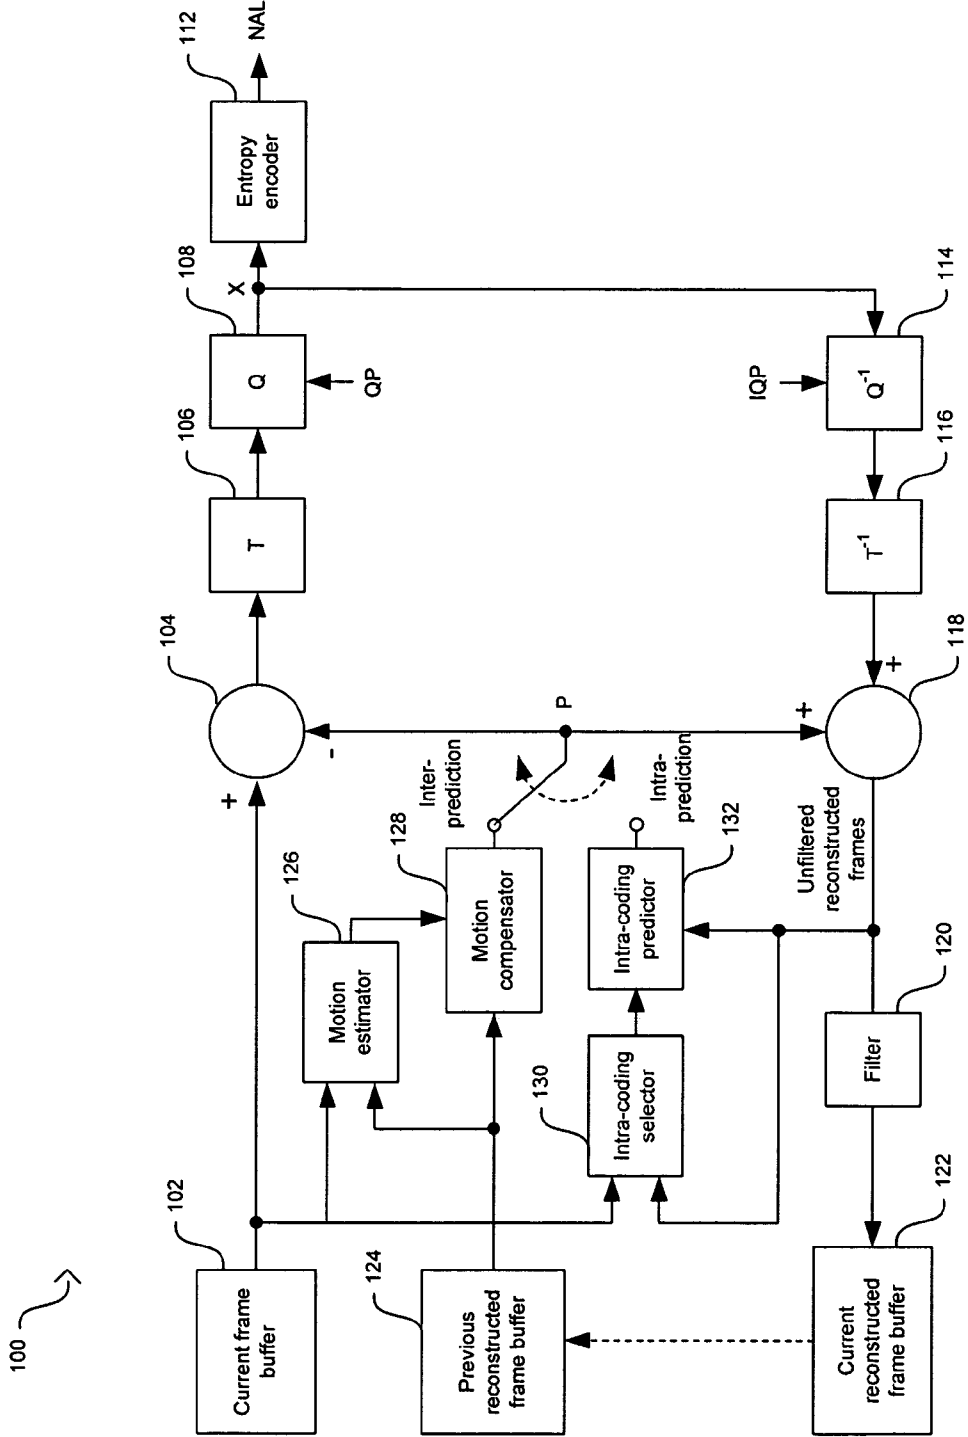 100
Current frame
buffer
102
+
104
-
T
106
Q
108
QP
X
Entropy
encoder
112
NAL
Motion
estimator
126
Previous
reconstructed
frame buffer
124
Motion
compensator
128
Inter-
prediction
P
Intra-coding
selector
130
Intra-coding
predictor
132
Intra-
prediction
Current
reconstructed
frame buffer
122
Filter
120
Unfiltered
reconstructed
frames
+
+
118
T-1
116
IQP
Q-1
114